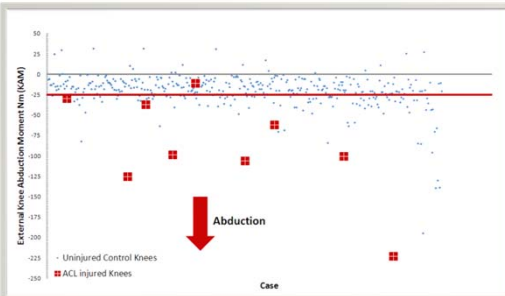 External Knee Abduction Moment Nm (KAM)
50
25
0
-25
-50
-75
-100
-125
-150
-175
-200
-225
-250
Abduction
Uninjured Control Knees
ACL injured Knees
Case